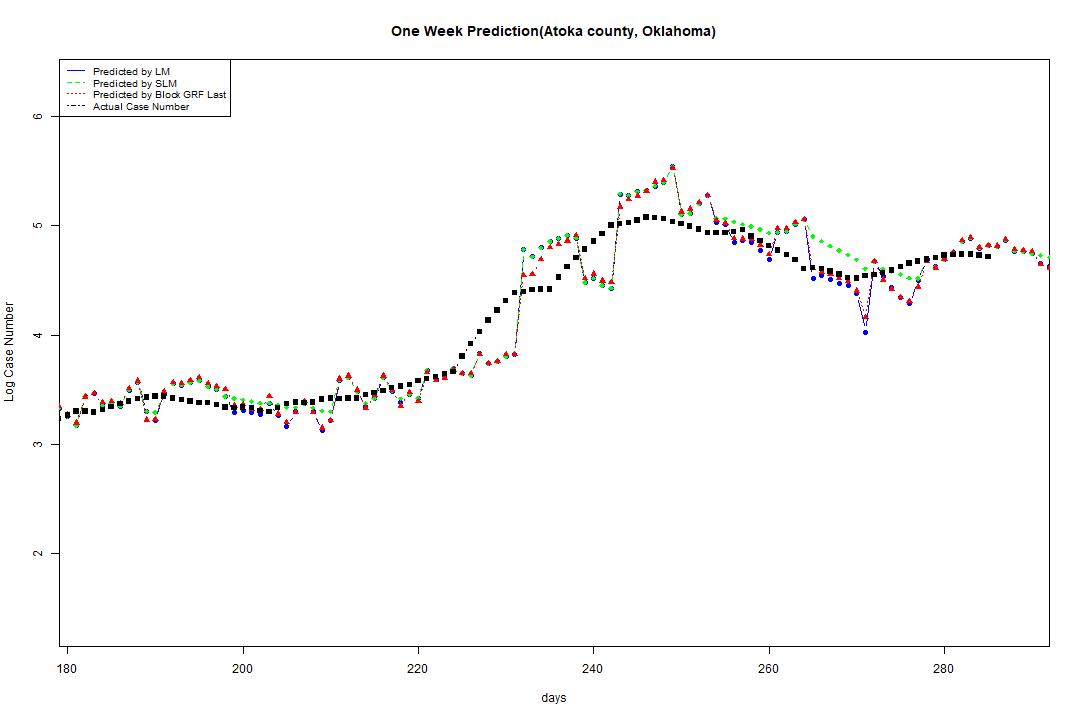 One Week Prediction(Atoka county, Oklahoma)
Predicted by LM
Predicted by SLM
Predicted by Block GRF Last
Actual Case Number
6
5
4
3
2
Log Case Number
180 200 220 240 260 280
days